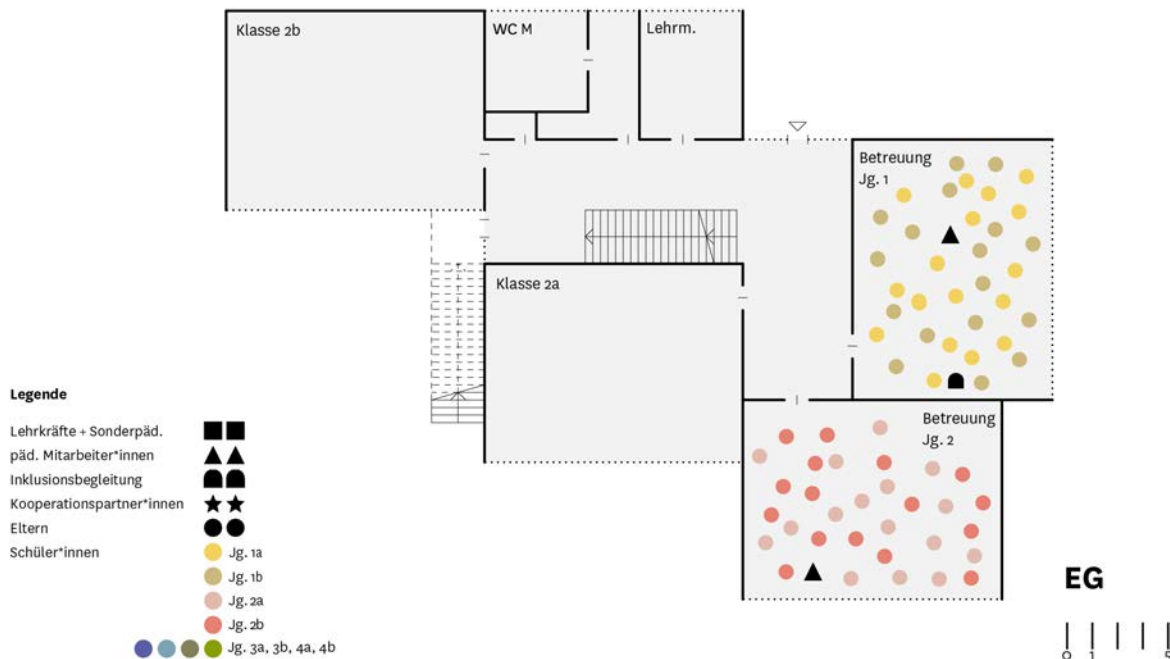 Klasse 2b
WC M
Lehrm.
Betreuung
Jg. 1
Klasse 2a
Betreuung
Jg. 2
Legende
Lehrkräfte + Sonderpäd.
päd. Mitarbeiter*innen
Inklusionsbegleitung
Kooperationspartner*innen
Eltern
Schüler*innen
Jg. 1a
Jg. 1b
Jg. 2a
Jg. 2b
Jg. 3a, 3b, 4a, 4b
EG
0 1 5